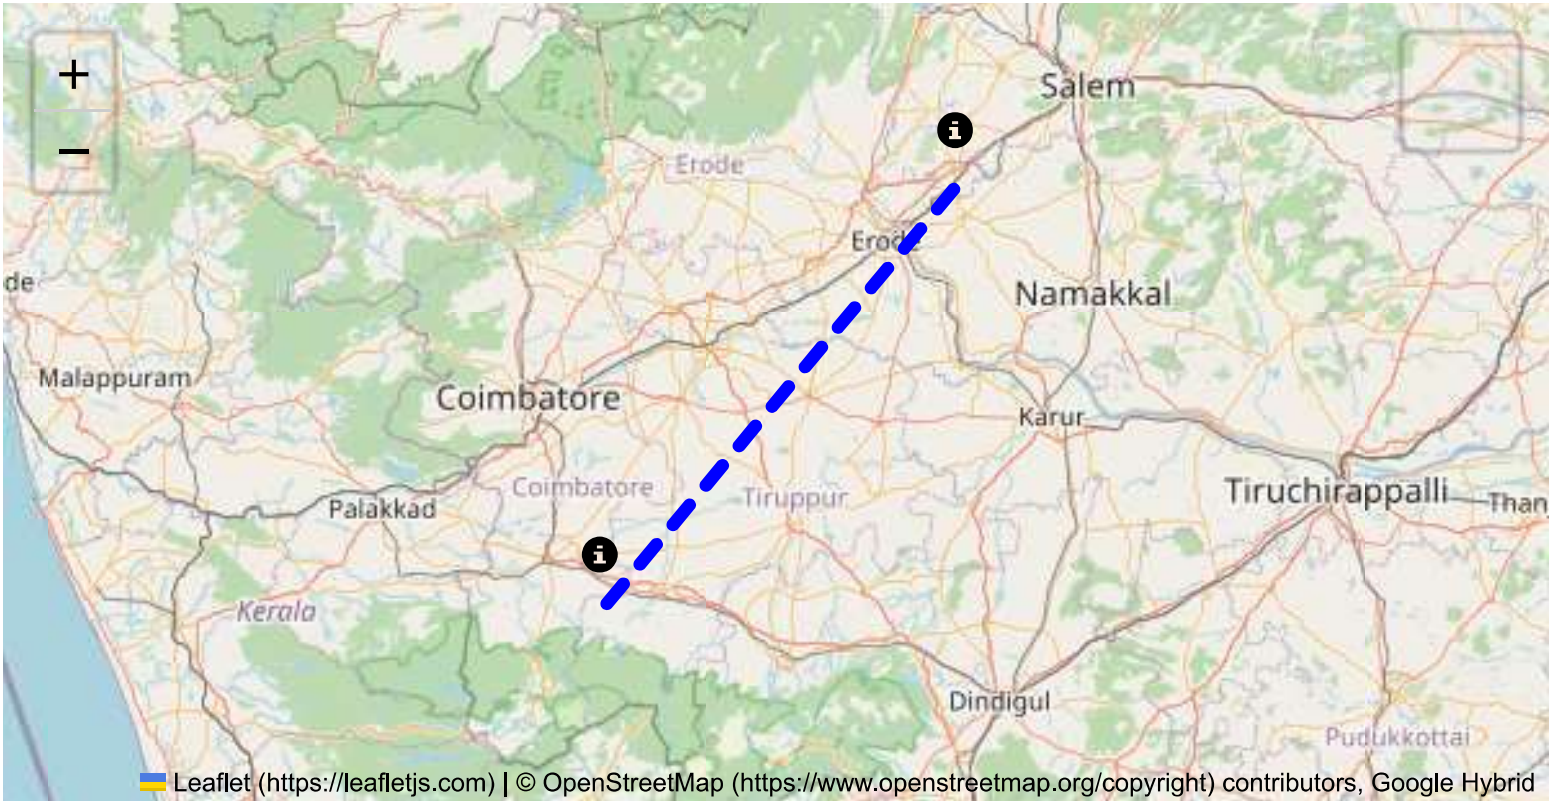 +
Salem
i
−
Erode
Erode
de
Namakkal
Malappuram
Coimbatore
Karur
Coimbatore
Tiruppur
Tiruchirappalli
Than
Palakkad
i
Kerala
Dindigul
Pudukkottai
Leaflet (https://leafletjs.com) | © OpenStreetMap (https://www.openstreetmap.org/copyright) contributors, Google Hybrid